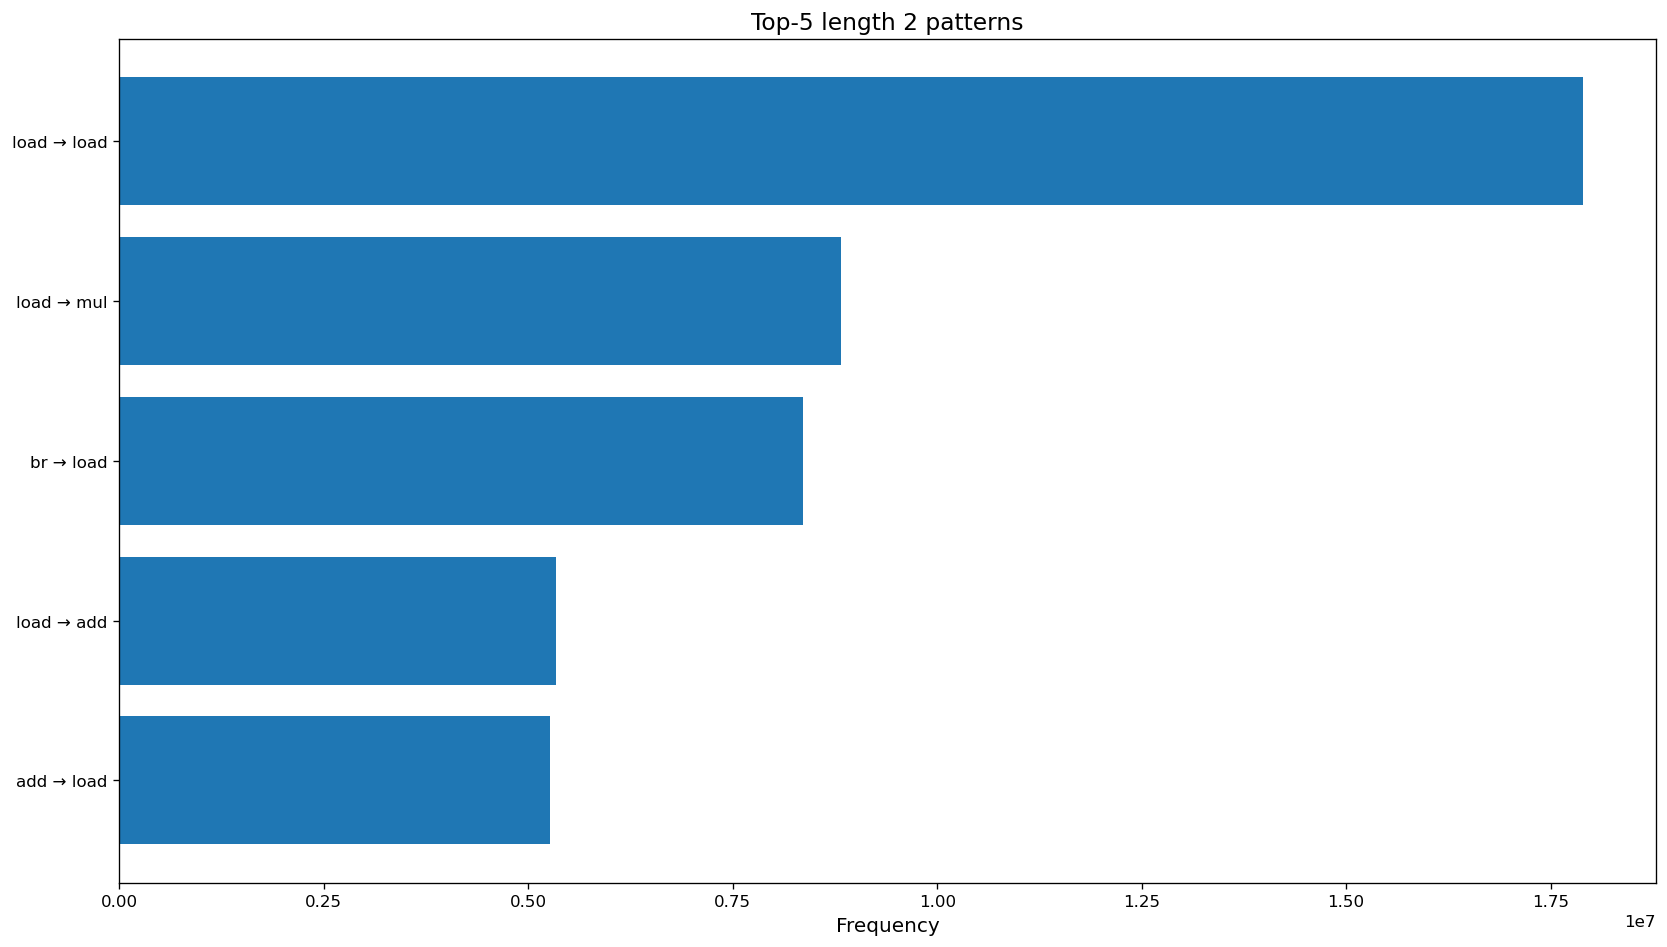 Top-5 length 2 patterns
load → load
load → mul
br → load
load → add
add → load
0.00 0.25 0.50 0.75 1.00 1.25 1.50 1.75
1e7
Frequency